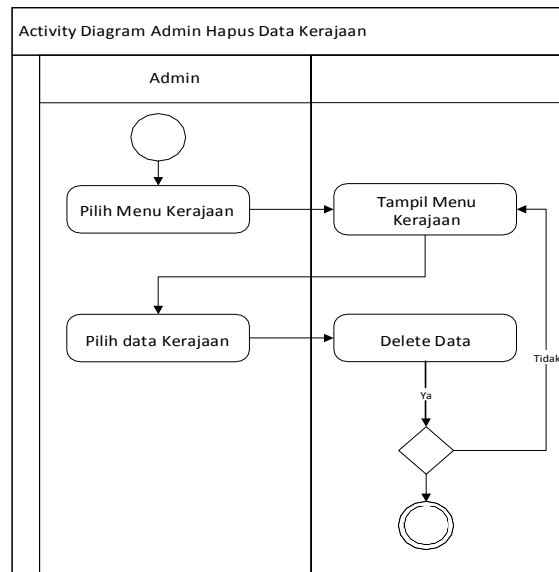 Activity Diagram Admin Hapus Data Kerajaan
Admin
Pilih Menu Kerajaan
Tampil Menu
Kerajaan
Pilih data Kerajaan
Delete Data
Tidak
Ya